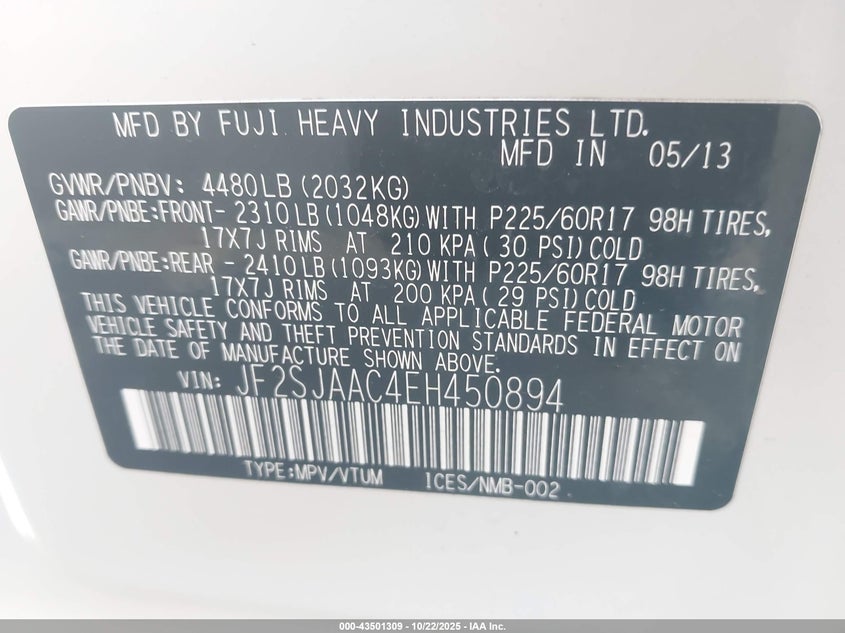 MFD BY FUJI HEAVY INDUSTRIES LTD.
MFD IN 05/13
GVWR/PNBV: 4480LB (2032KG)
GAWR/PNBE:FRONT- 2310LB (1048KG) WITH P225/60R17 98H TIRES,
17X7J RIMS AT 210 KPA ( 30 PSI) COLD
GAWR/PNBE:REAR - 2410LB (1093KG) WITH P225/60R17 98H TIRES,
17X7J RIMS AT 200 KPA ( 29 PSI) COLD
THIS VEHICLE CONFORMS TO ALL APPLICABLE FEDERAL MOTOR
VEHICLE SAFETY AND THEFT PREVENTION STANDARDS IN EFFECT ON
THE DATE OF MANUFACTURE SHOWN ABOVE.
VIN: JF2SJAAC4EH450894
TYPE:MPV/VTUM ICES/NMB-002
000-43501309 - 10/22/2025 - IAA Inc.